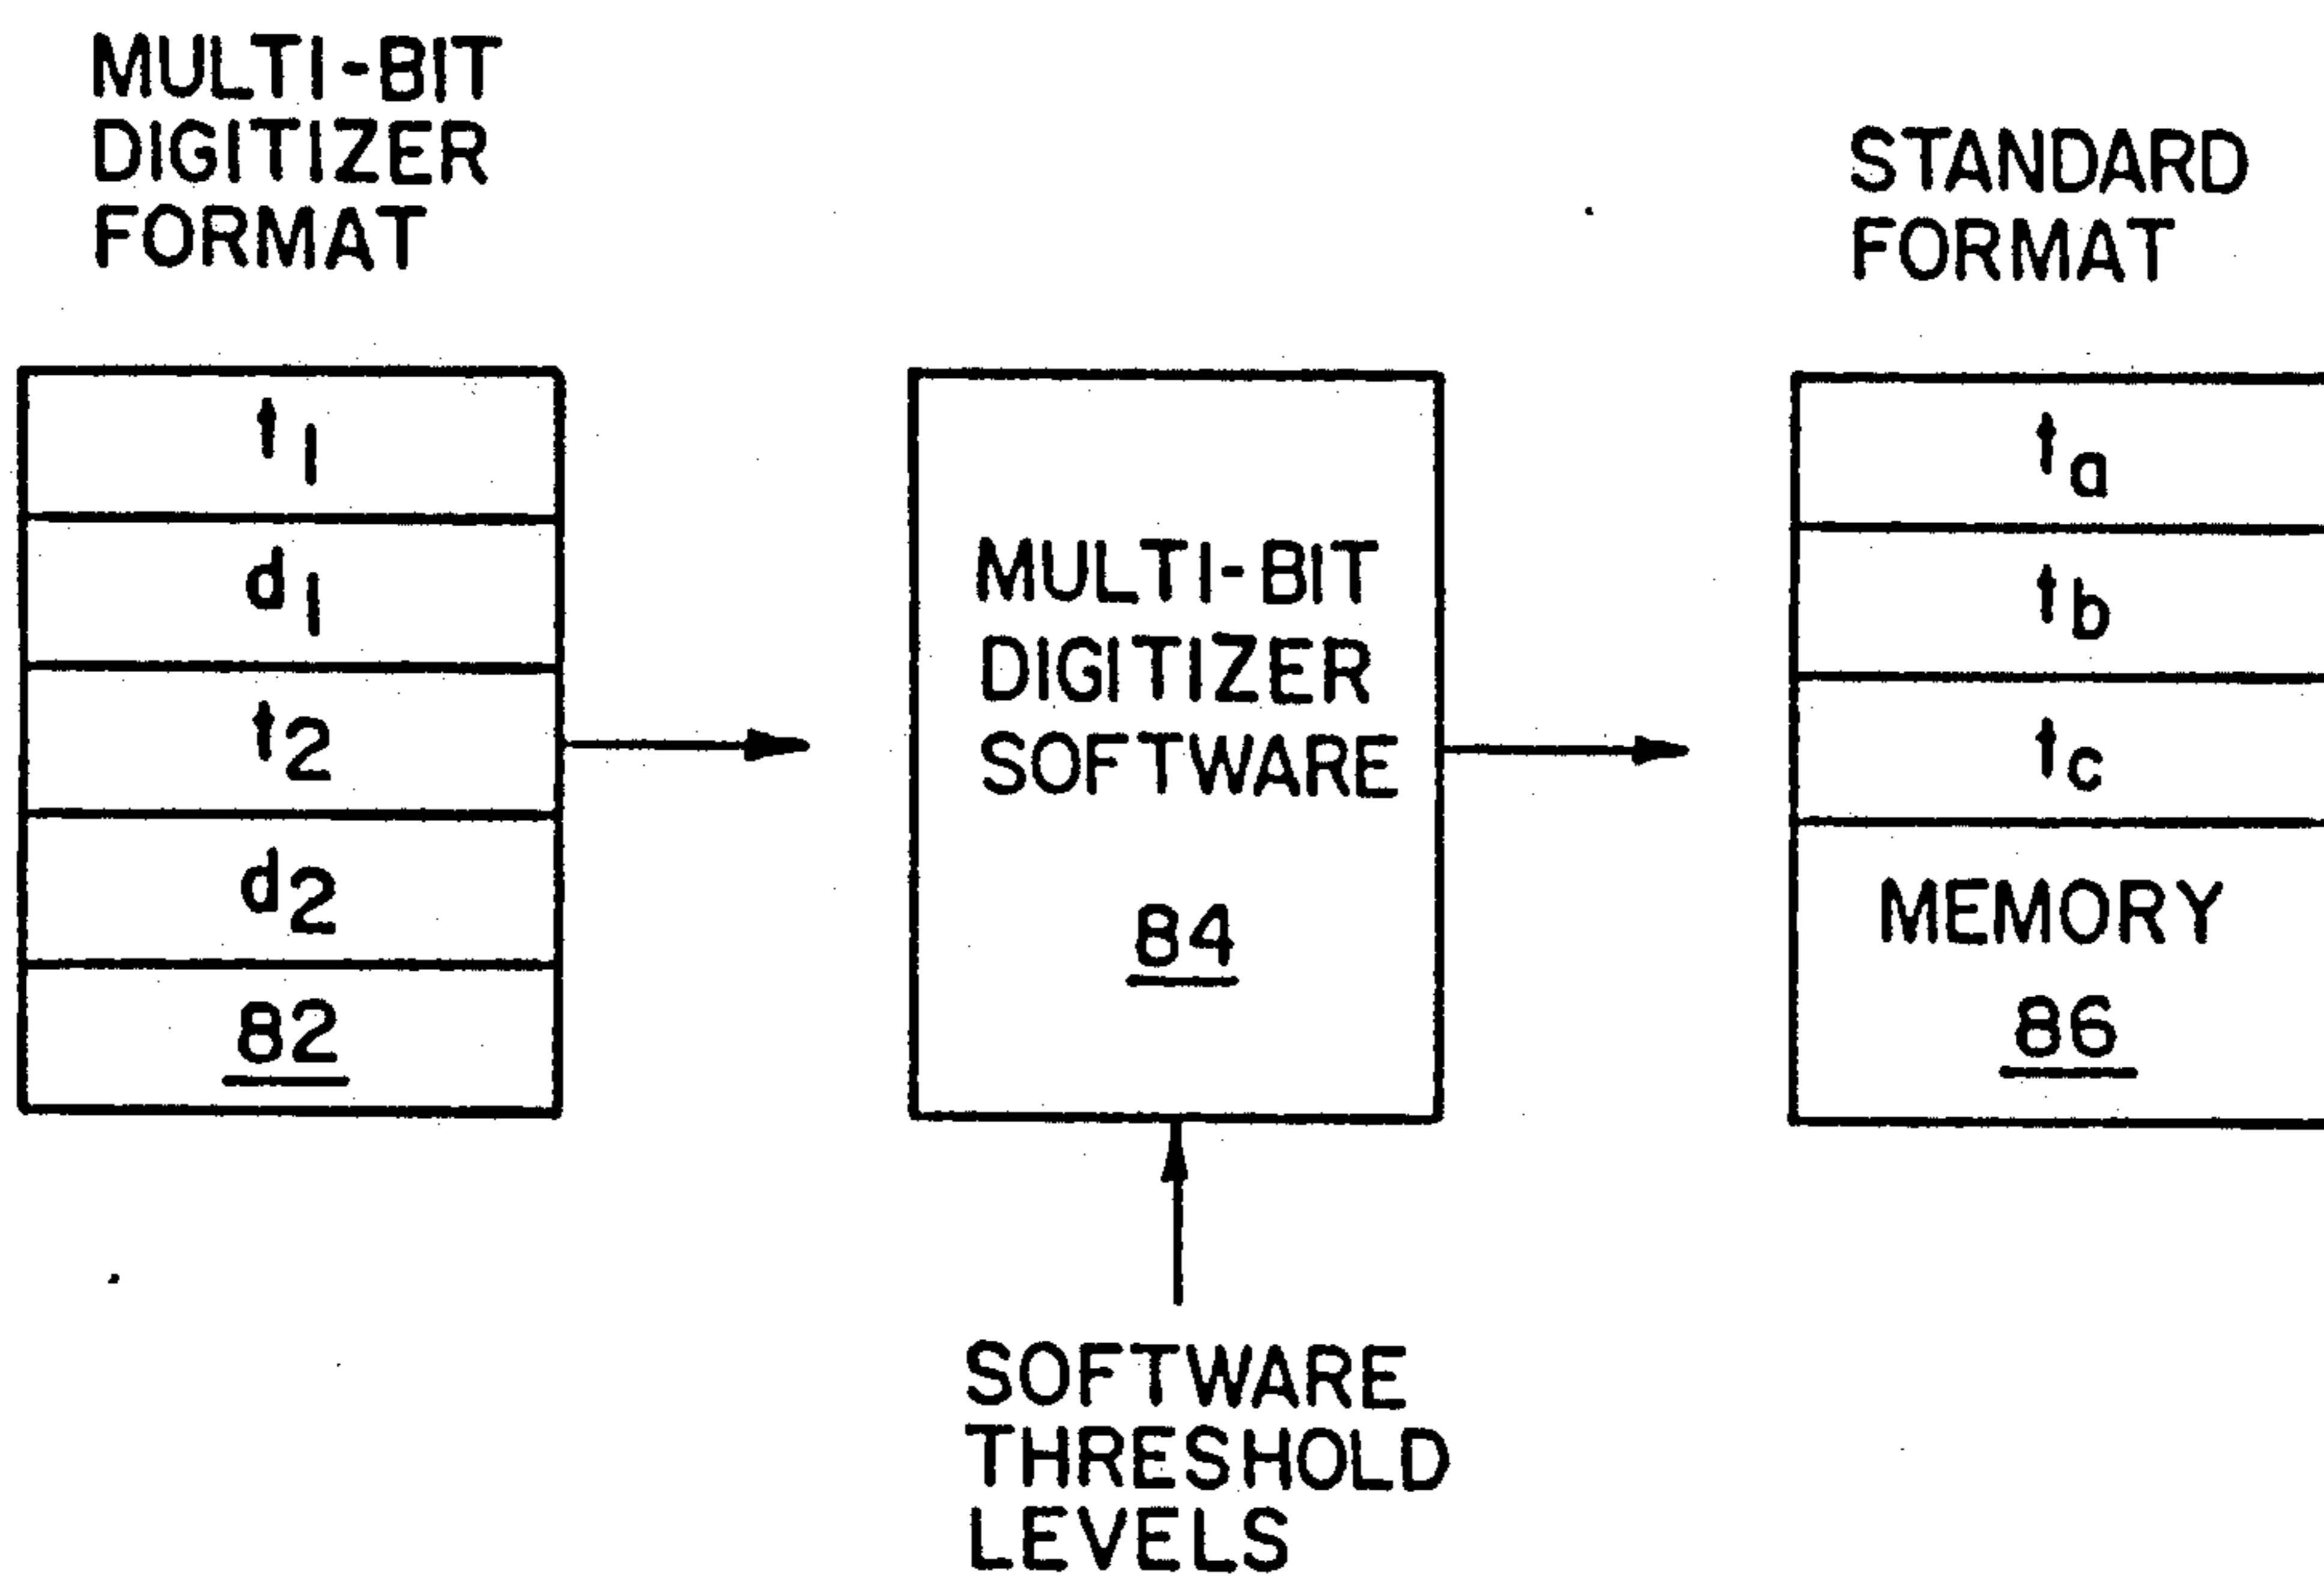 MULTI-BIT
DIGITIZER
FORMAT
t1
d1
t2
d2
82
MULTI-BIT
DIGITIZER
SOFTWARE
84
SOFTWARE
THRESHOLD
LEVELS
STANDARD
FORMAT
ta
tb
tc
MEMORY
86